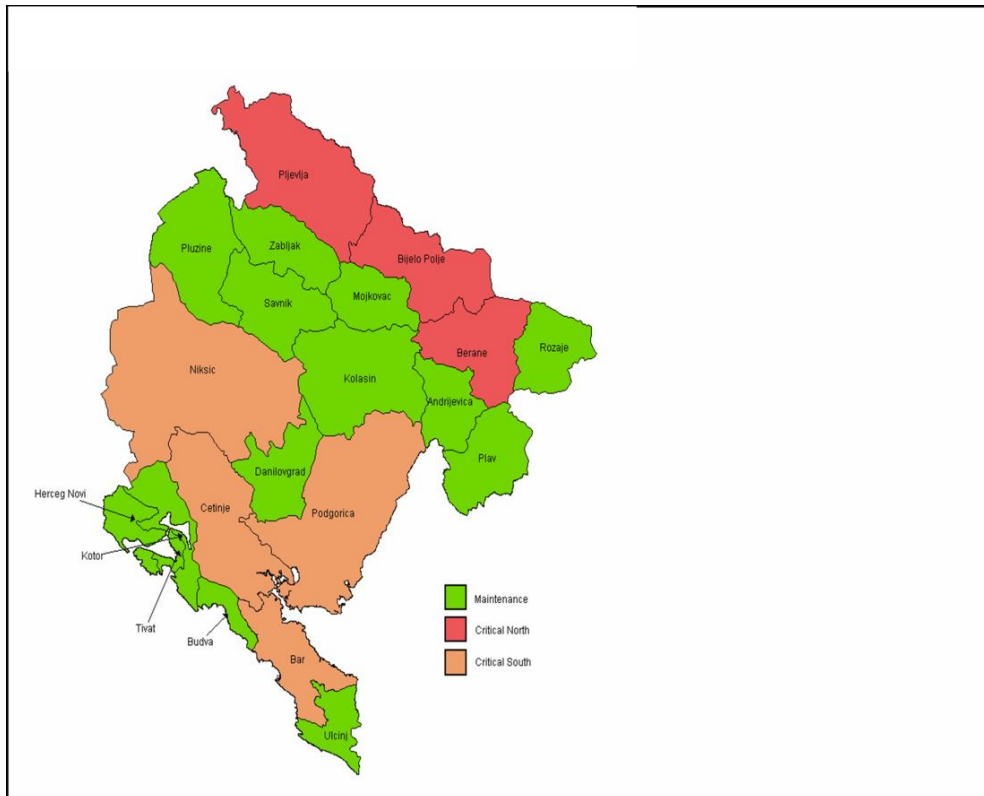 Pljevlja
Pluzine
Zabljak
Bijelo Polje
Savnik
Mojkovac
Rozaje
Berane
Niksic
Kolasin
Andrijevica
Plav
Danilovgrad
Herceg Novi
Cetinje
Podgorica
Kotor
Tivat
Budva
Bar
Ulcinj
Maintenance
Critical North
Critical South